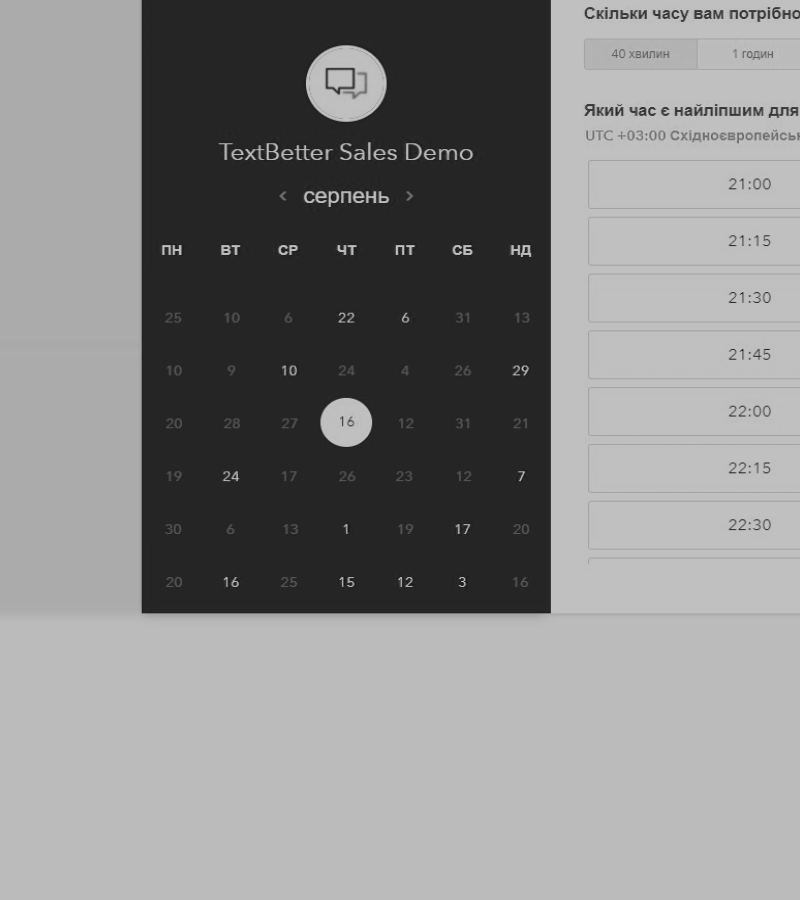 TextBetter Sales Demo
‹ серпень ›
ПН ВТ СР ЧТ ПТ СБ НД
25 10 6 22 6 31 13
10 9 10 24 4 26 29
20 28 27 16 12 31 21
19 24 17 26 23 12 7
30 6 13 1 19 17 20
20 16 25 15 12 3 16
Скільки часу вам потрібно
40 хвилин 1 годин
Який час є найліпшим для
UTC +03:00 Східноєвропейськ
21:00
21:15
21:30
21:45
22:00
22:15
22:30